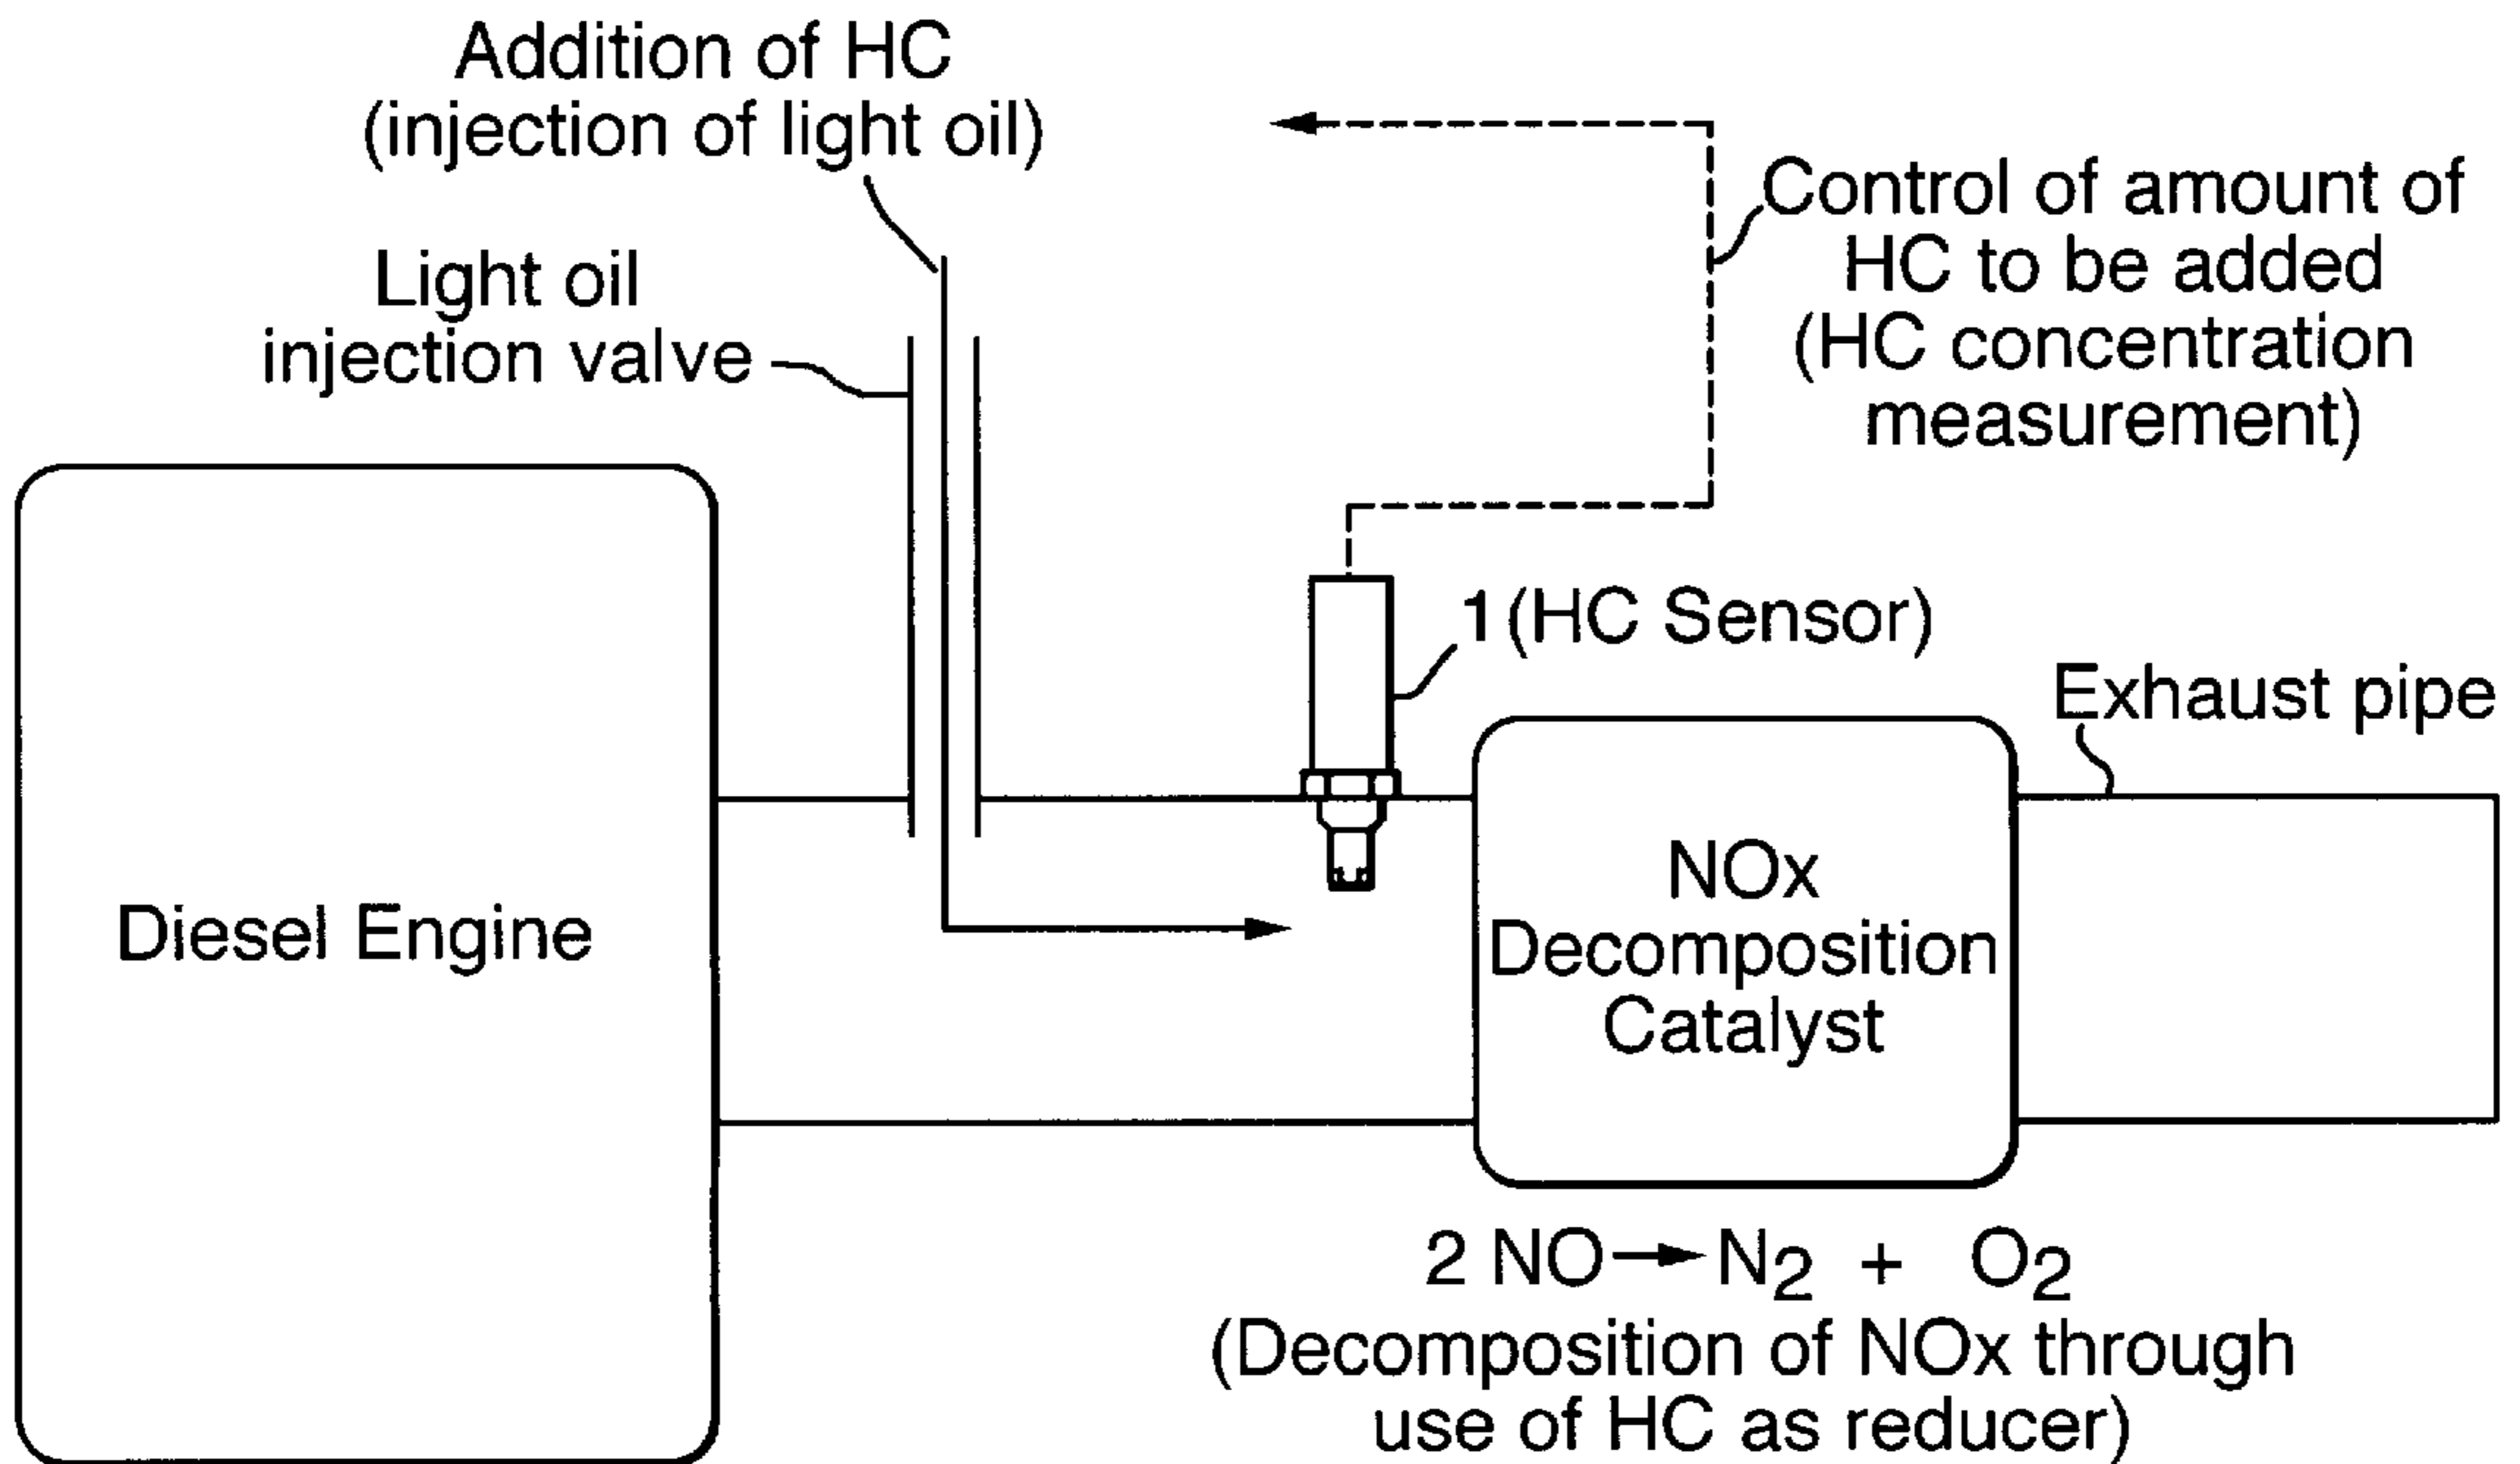 Addition of HC
(injection of light oil)
Control of amount of
HC to be added
(HC concentration
measurement)
Light oil
injection valve
1 (HC Sensor)
Exhaust pipe
Diesel Engine
NOx
Decomposition
Catalyst
2 NO → N2 + O2
(Decomposition of NOx through
use of HC as reducer)